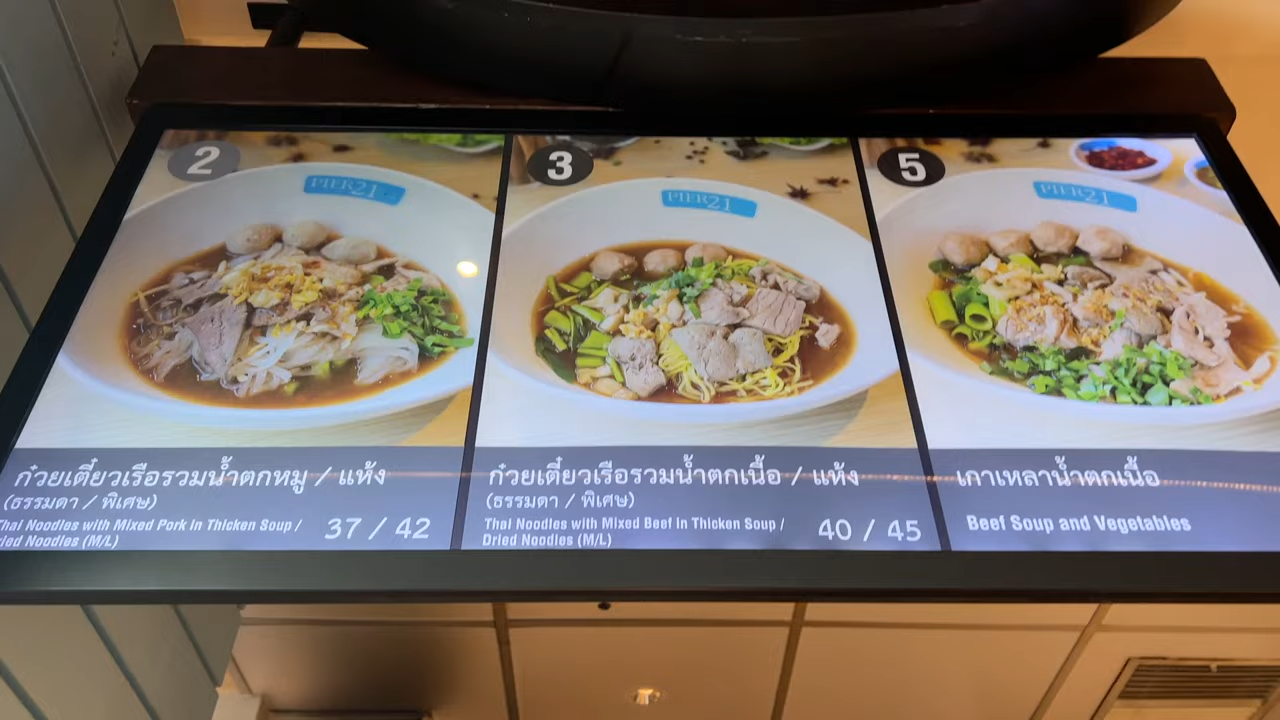 2
PIER21
ก๋วยเตี๋ยวเรือรวมน้ำตกหมู / แห้ง
(ธรรมดา / พิเศษ)
Thai Noodles with Mixed Pork in Thicken Soup /
Dried Noodles (M/L)
37 / 42
3
PIER21
ก๋วยเตี๋ยวเรือรวมน้ำตกเนื้อ / แห้ง
(ธรรมดา / พิเศษ)
Thai Noodles with Mixed Beef in Thicken Soup /
Dried Noodles (M/L)
40 / 45
5
PIER21
เกาเหลาน้ำตกเนื้อ
Beef Soup and Vegetables